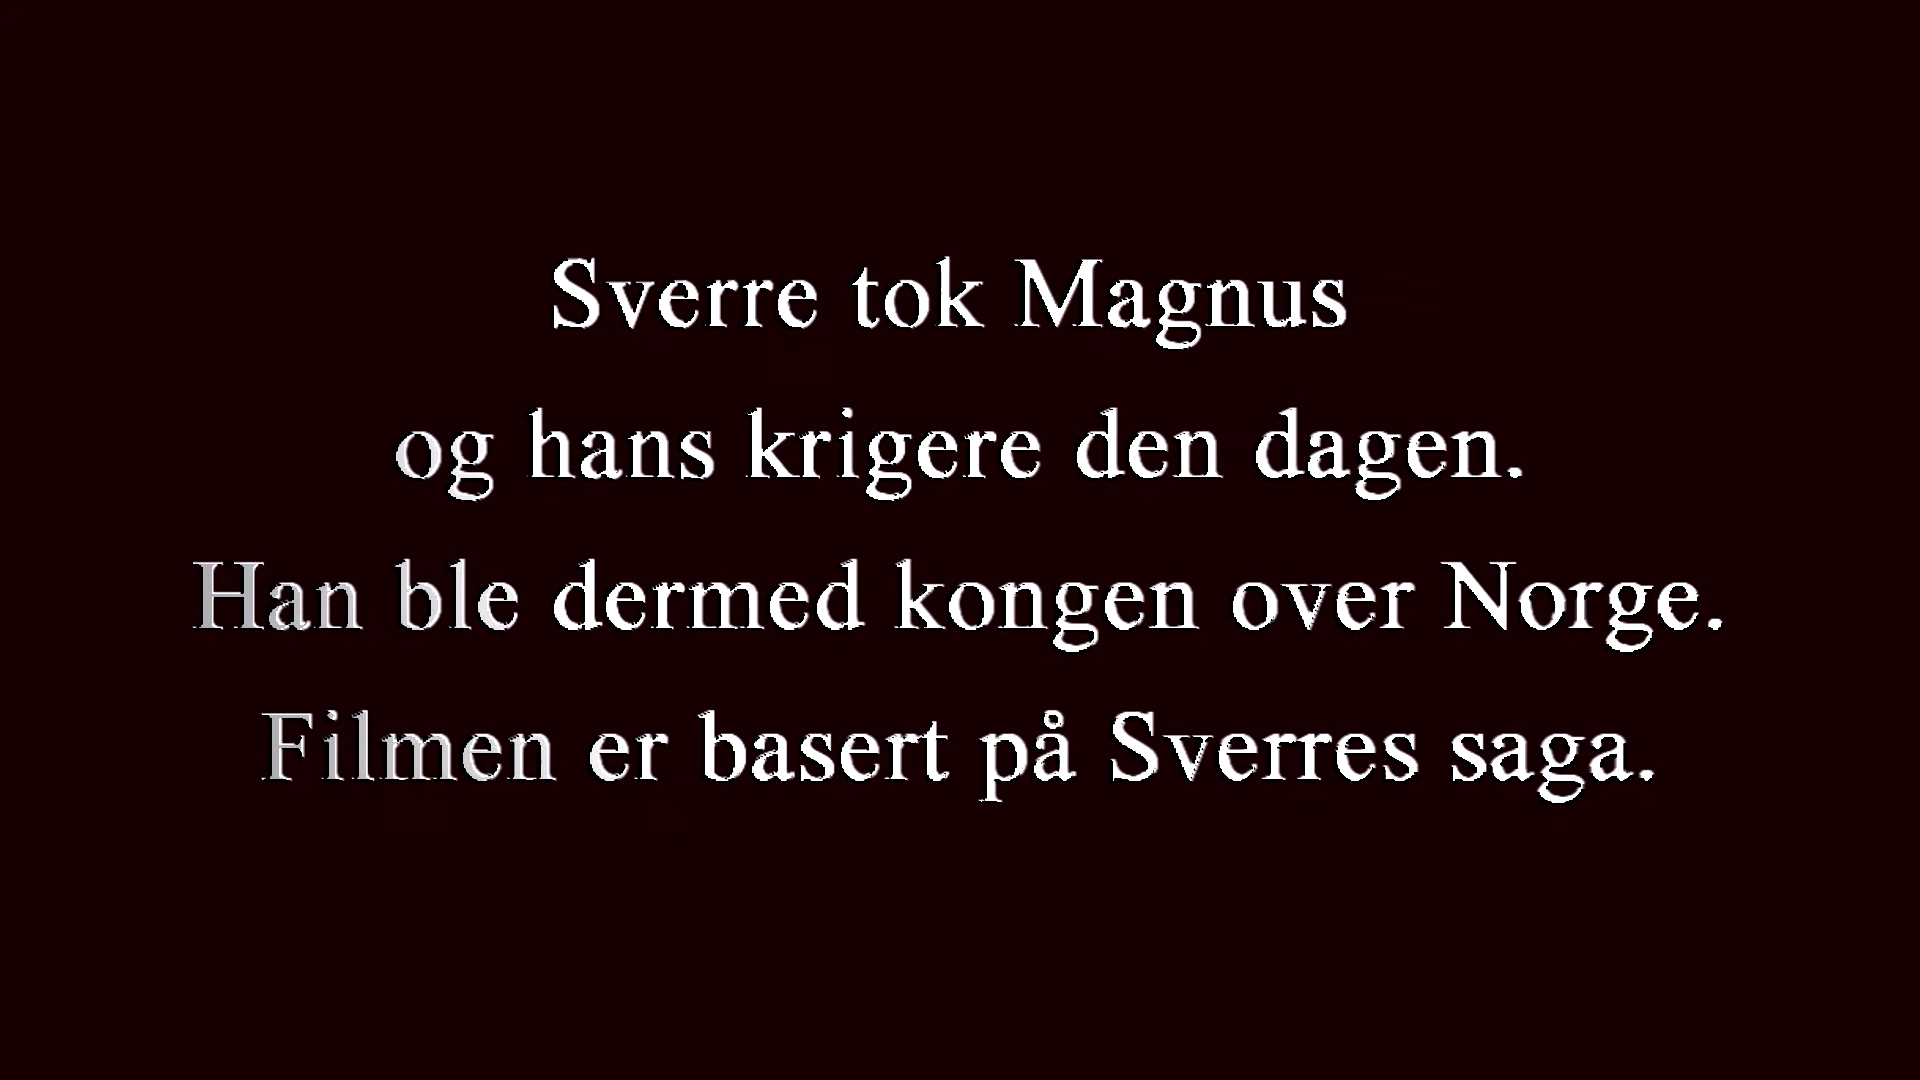 Sverre tok Magnus
og hans krigere den dagen.
Han ble dermed kongen over Norge.
Filmen er basert på Sverres saga.